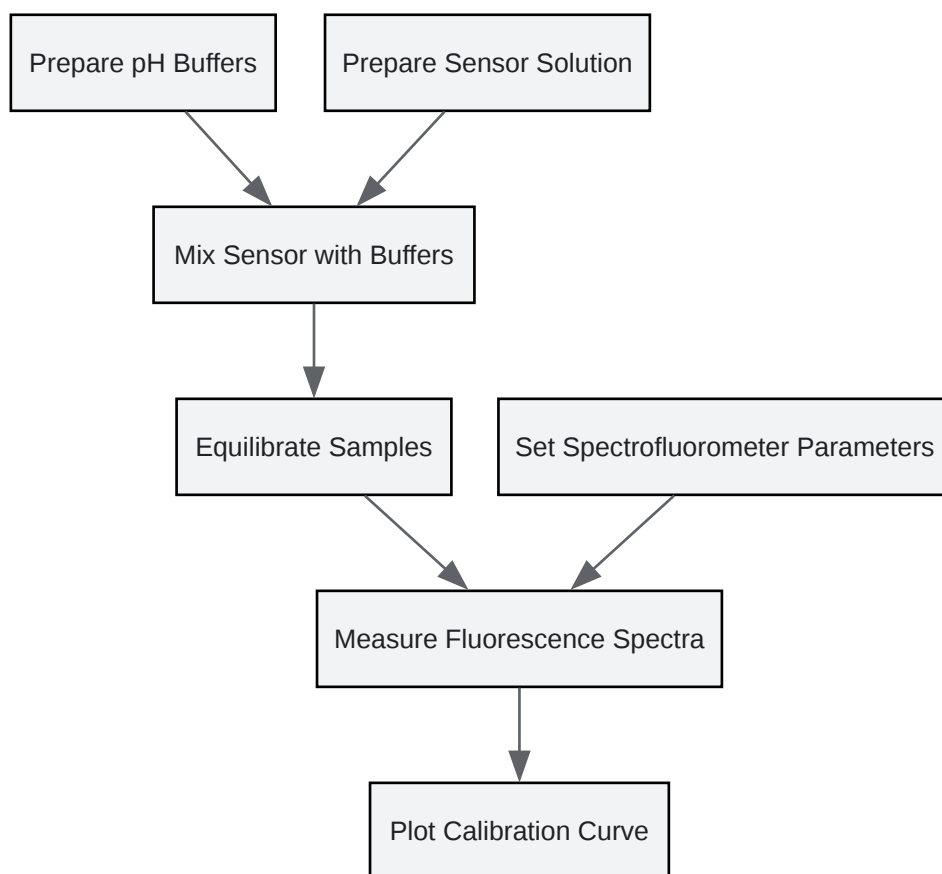 Prepare pH Buffers
Prepare Sensor Solution
Mix Sensor with Buffers
Equilibrate Samples
Set Spectrofluorometer Parameters
Measure Fluorescence Spectra
Plot Calibration Curve